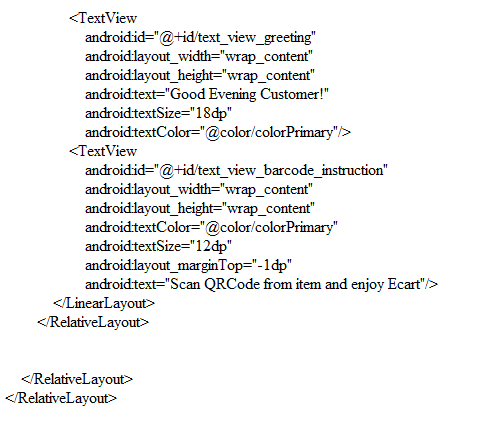 <TextView
android:id="@+id/text_view_greeting"
android:layout_width="wrap_content"
android:layout_height="wrap_content"
android:text="Good Evening Customer!"
android:textSize="18dp"
android:textColor="@color/colorPrimary"/>
<TextView
android:id="@+id/text_view_barcode_instruction"
android:layout_width="wrap_content"
android:layout_height="wrap_content"
android:textColor="@color/colorPrimary"
android:textSize="12dp"
android:layout_marginTop="-1dp"
android:text="Scan QRCode from item and enjoy Ecart"/>
</LinearLayout>
</RelativeLayout>
</RelativeLayout>
</RelativeLayout>